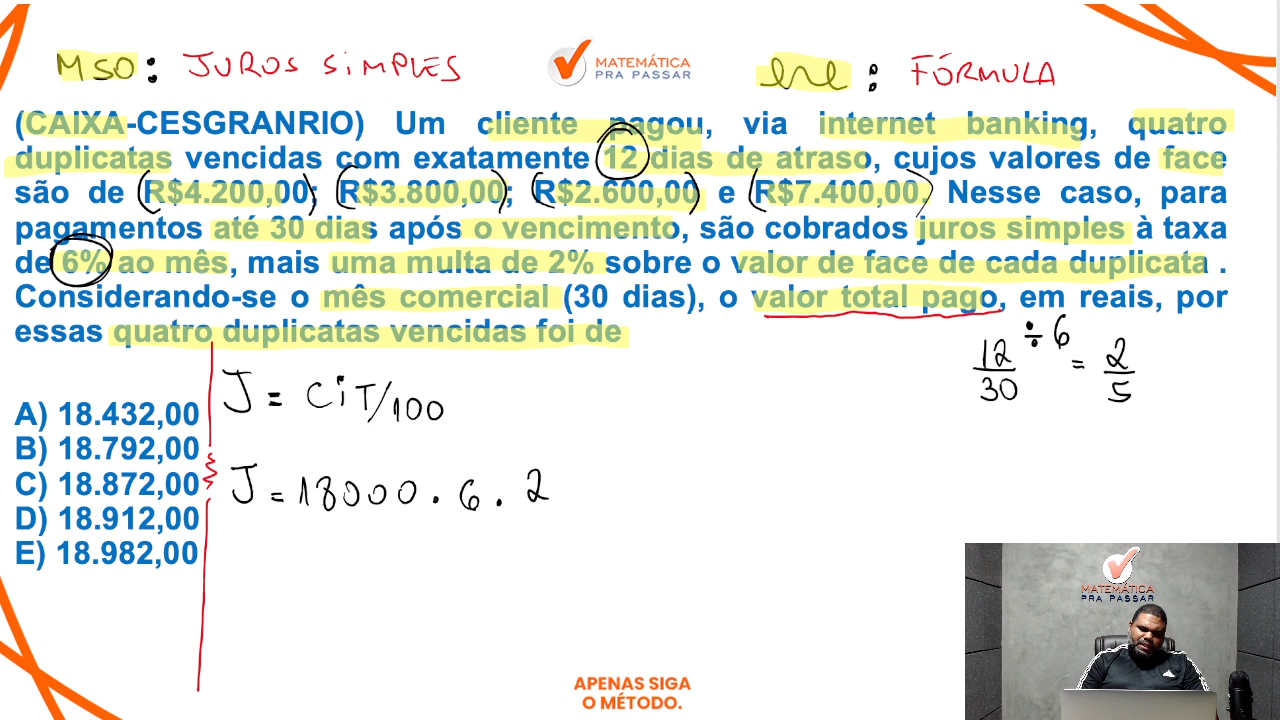 MSO: JUROS SIMPLES
MATEMÁTICA
PRA PASSAR
: FÓRMULA
(CAIXA-CESGRANRIO) Um cliente pagou, via internet banking, quatro
duplicatas vencidas com exatamente 12 dias de atraso, cujos valores de face
são de R$4.200,00; R$3.800,00; R$2.600,00 e R$7.400,00. Nesse caso, para
pagamentos até 30 dias após o vencimento, são cobrados juros simples à taxa
de 6% ao mês, mais uma multa de 2% sobre o valor de face de cada duplicata .
Considerando-se o mês comercial (30 dias), o valor total pago, em reais, por
essas quatro duplicatas vencidas foi de
12/30 ÷6 = 2/5
A) 18.432,00
B) 18.792,00
C) 18.872,00
D) 18.912,00
E) 18.982,00
J = CiT/100
J = 18000 . 6 . 2
MATEMÁTICA
PRA PASSAR
APENAS SIGA
O MÉTODO.